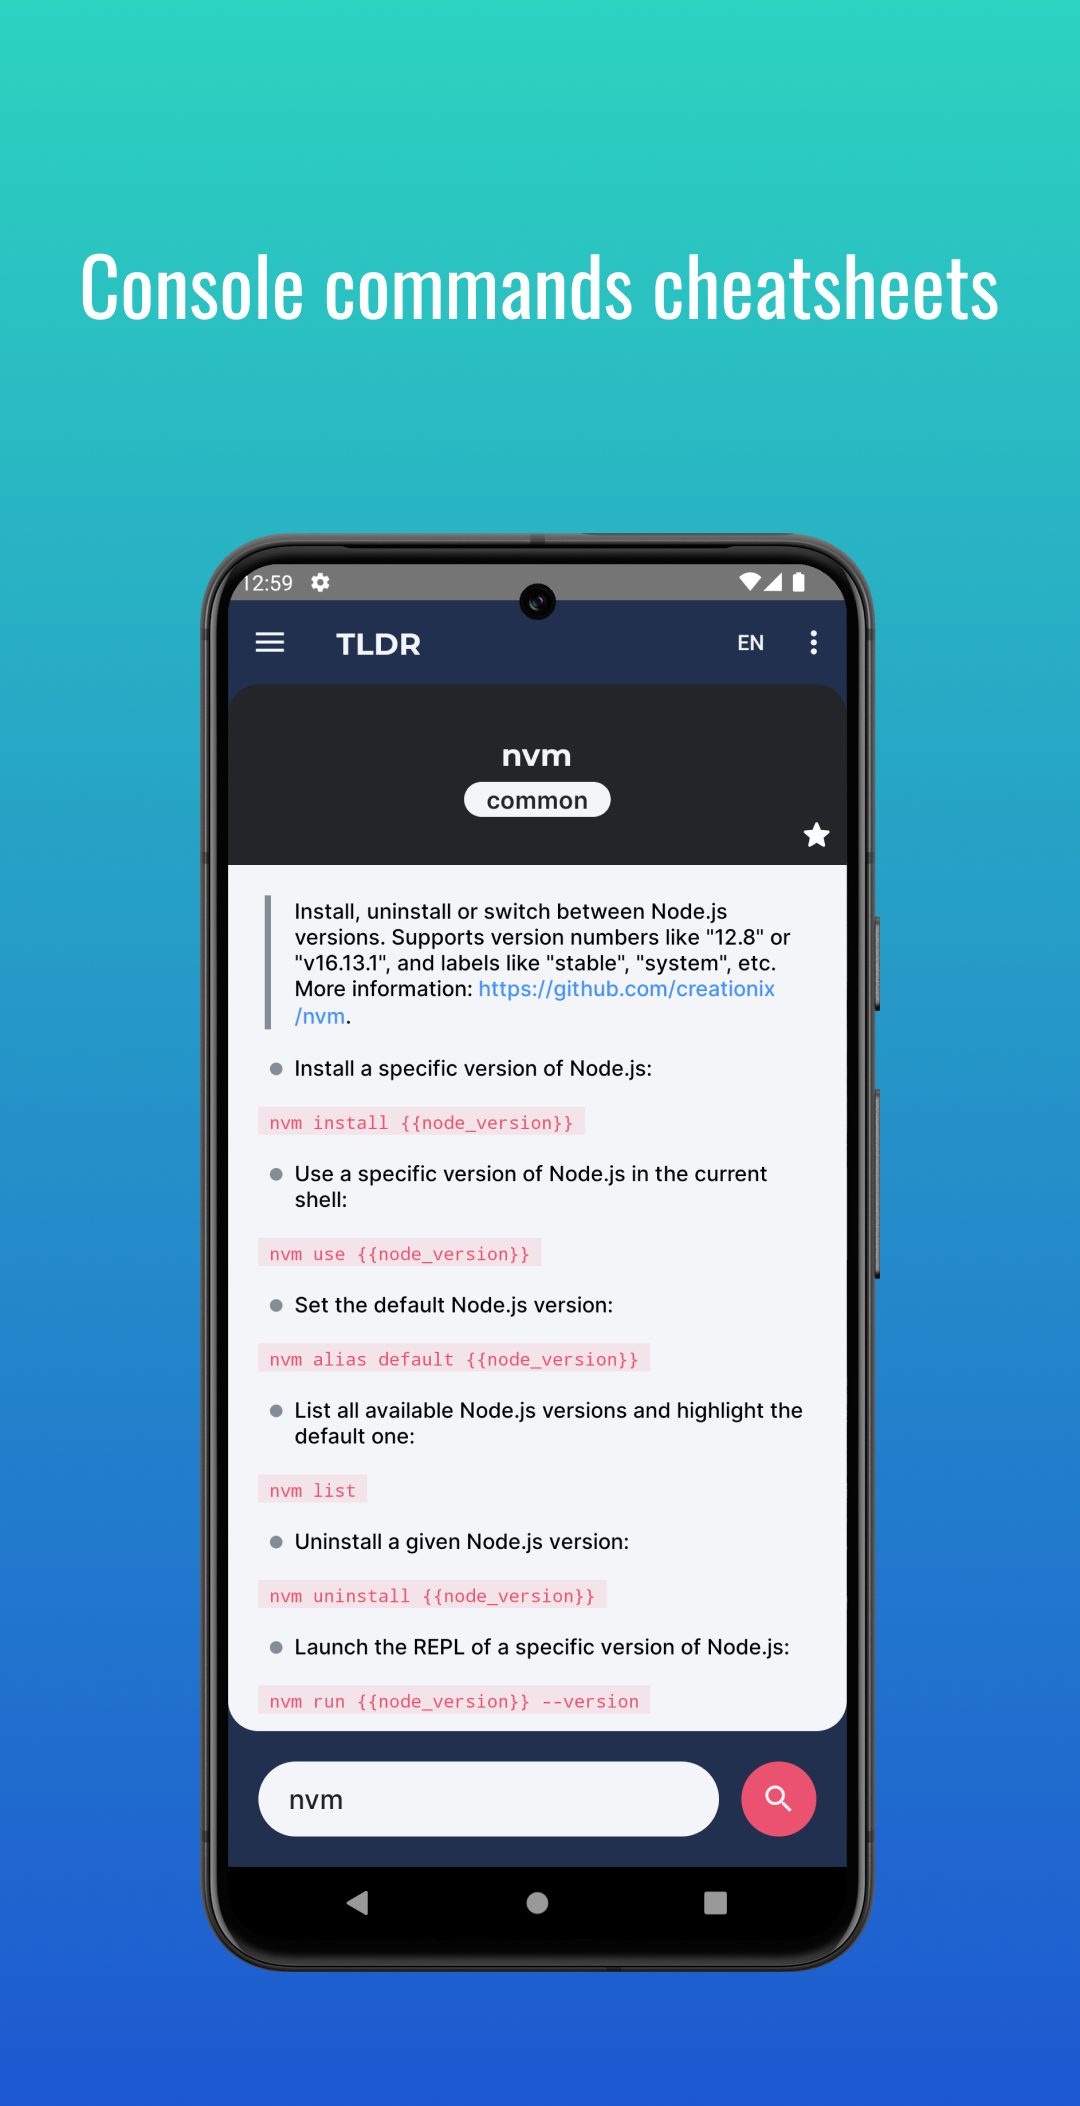 Console commands cheatsheets
12:59
TLDR
EN
nvm
common
Install, uninstall or switch between Node.js
versions. Supports version numbers like "12.8" or
"v16.13.1", and labels like "stable", "system", etc.
More information: https://github.com/creationix
/nvm.
Install a specific version of Node.js:
nvm install {{node_version}}
Use a specific version of Node.js in the current
shell:
nvm use {{node_version}}
Set the default Node.js version:
nvm alias default {{node_version}}
List all available Node.js versions and highlight the
default one:
nvm list
Uninstall a given Node.js version:
nvm uninstall {{node_version}}
Launch the REPL of a specific version of Node.js:
nvm run {{node_version}} --version
nvm